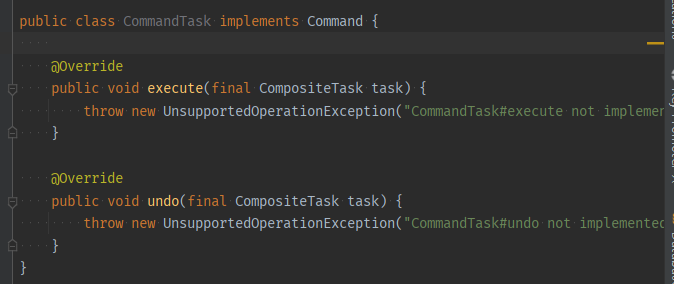 public class CommandTask implements Command {
@Override
public void execute(final CompositeTask task) {
throw new UnsupportedOperationException("CommandTask#execute not implemen
}
@Override
public void undo(final CompositeTask task) {
throw new UnsupportedOperationException("CommandTask#undo not implemented
}
}